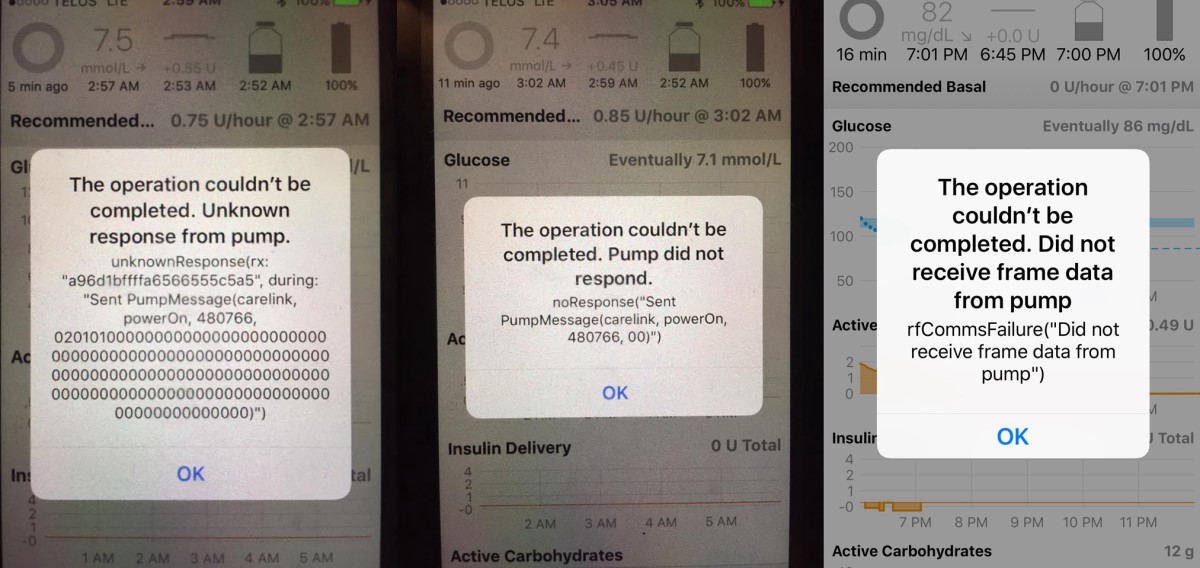 TELUS LTE 2:59 AM 100%
7.5
mmol/L → +0.55 U
5 min ago 2:57 AM 2:53 AM 2:52 AM 100%
Recommended... 0.75 U/hour @ 2:57 AM
The operation couldn't be
completed. Unknown
response from pump.
unknownResponse(rx:
"a96d1bffffa6566555c5a5", during:
"Sent PumpMessage(carelink,
powerOn, 480766,
OK
4
2
1
-0
1 AM 2 AM 3 AM 4 AM 5 AM
TELUS LTE 3:05 AM 100%
7.4
mmol/L → +0.45 U
11 min ago 3:02 AM 2:59 AM 2:52 AM 100%
Recommended... 0.85 U/hour @ 3:02 AM
Glucose Eventually 7.1 mmol/L
11
The operation couldn't be
completed. Pump did not
respond.
noResponse("Sent
PumpMessage(carelink, powerOn,
480766, 00)")
OK
Insulin Delivery 0 U Total
4
2
1
-0
2 AM 3 AM 4 AM 5 AM
Active Carbohydrates
82
mg/dL ↘ +0.0 U
16 min 7:01 PM 6:45 PM 7:00 PM 100%
Recommended Basal 0 U/hour @ 7:01 PM
Glucose Eventually 86 mg/dL
200
150
100
50
The operation
couldn't be
completed. Did not
receive frame data
from pump
rfCommsFailure("Did not
receive frame data from
pump")
OK
Active 0.49 U
2
1
0
Insulin Total
4
2
1
-0
7 PM 8 PM 9 PM 10 PM 11 PM
Active Carbohydrates 12 g